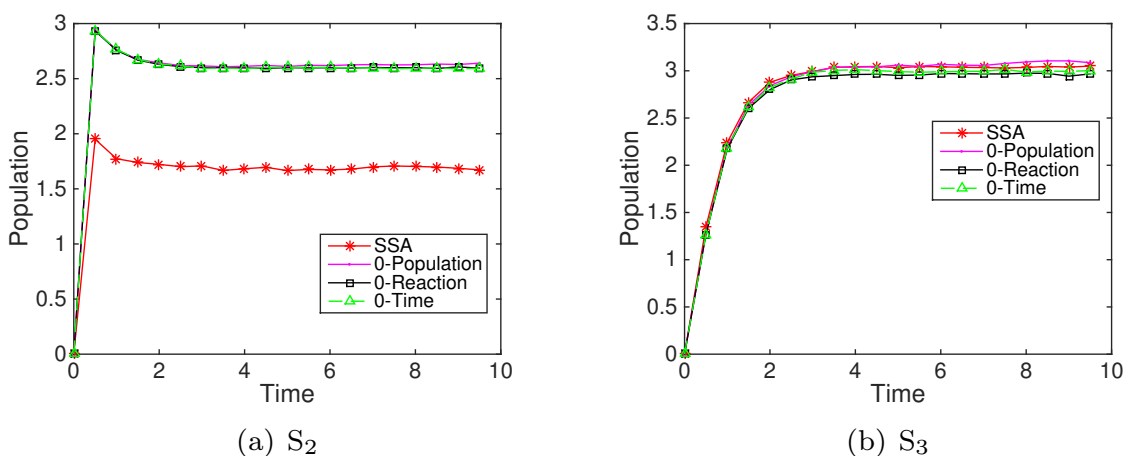 3
2.5
2
1.5
1
0.5
0
0 2 4 6 8 10
Population
Time
SSA
0-Population
0-Reaction
0-Time
(a) S₂
3.5
3
2.5
2
1.5
1
0.5
0
0 2 4 6 8 10
Population
Time
SSA
0-Population
0-Reaction
0-Time
(b) S₃